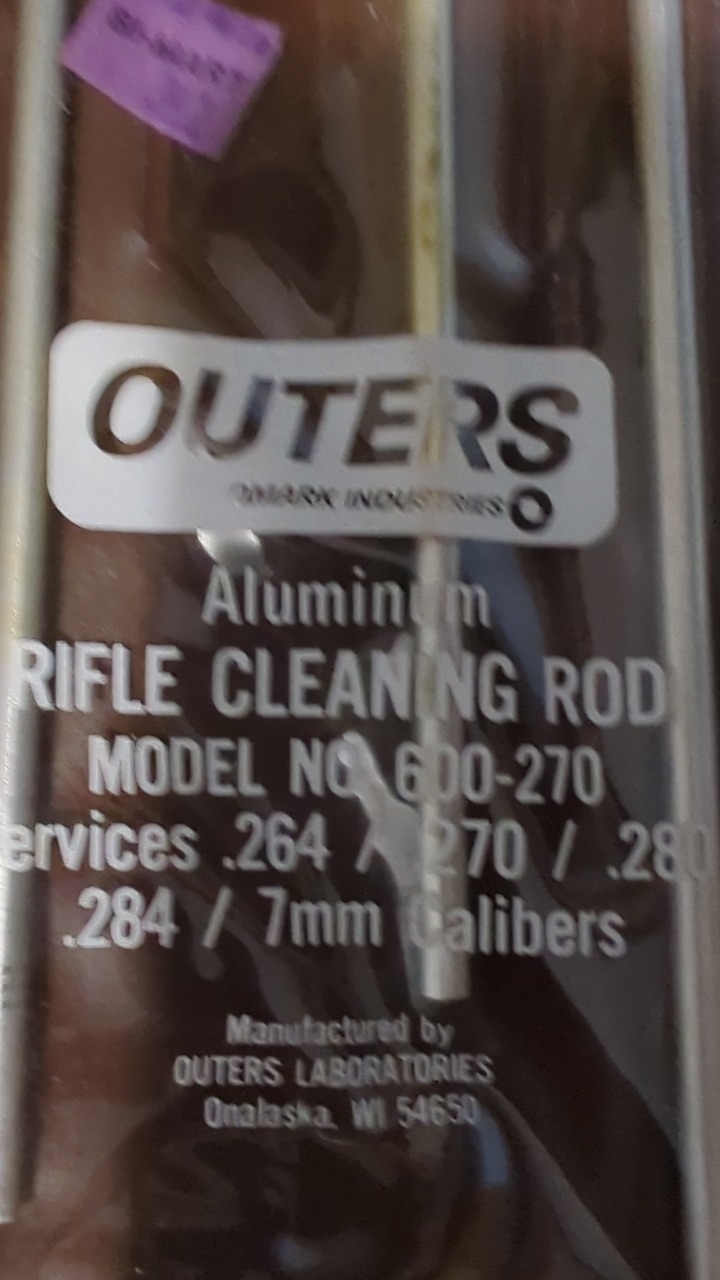 OUTERS
OMARK INDUSTRIES
Aluminum
RIFLE CLEANING ROD
MODEL NO. 600-270
ervices .264 / .270 / .280
.284 / 7mm Calibers
Manufactured by
OUTERS LABORATORIES
Onalaska, WI 54650